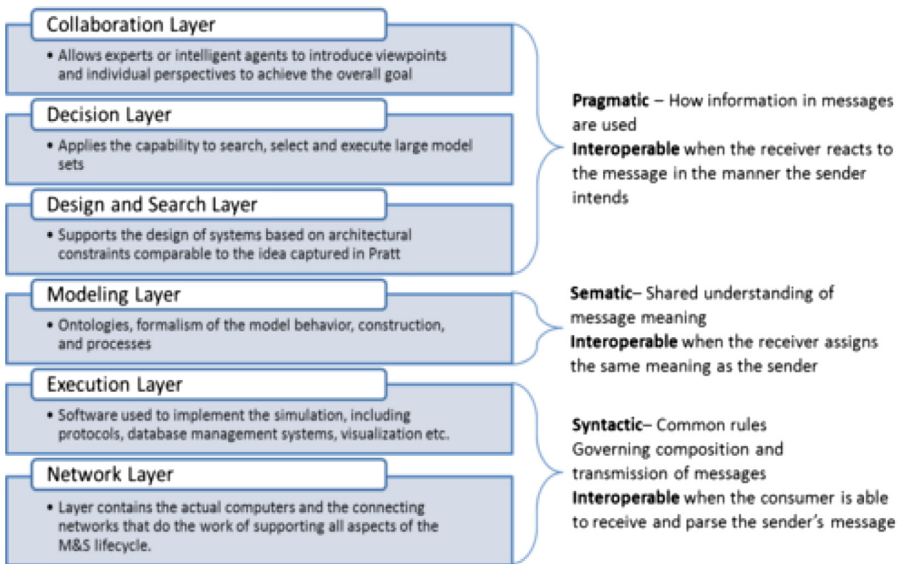 Collaboration Layer
• Allows experts or intelligent agents to introduce viewpoints
and individual perspectives to achieve the overall goal
Decision Layer
• Applies the capability to search, select and execute large model
sets
Design and Search Layer
• Supports the design of systems based on architectural
constraints comparable to the idea captured in Pratt
Modeling Layer
• Ontologies, formalism of the model behavior, construction,
and processes
Execution Layer
• Software used to implement the simulation, including
protocols, database management systems, visualization etc.
Network Layer
• Layer contains the actual computers and the connecting
networks that do the work of supporting all aspects of the
M&S lifecycle.
Pragmatic – How information in messages
are used
Interoperable when the receiver reacts to
the message in the manner the sender
intends
Sematic– Shared understanding of
message meaning
Interoperable when the receiver assigns
the same meaning as the sender
Syntactic– Common rules
Governing composition and
transmission of messages
Interoperable when the consumer is able
to receive and parse the sender's message